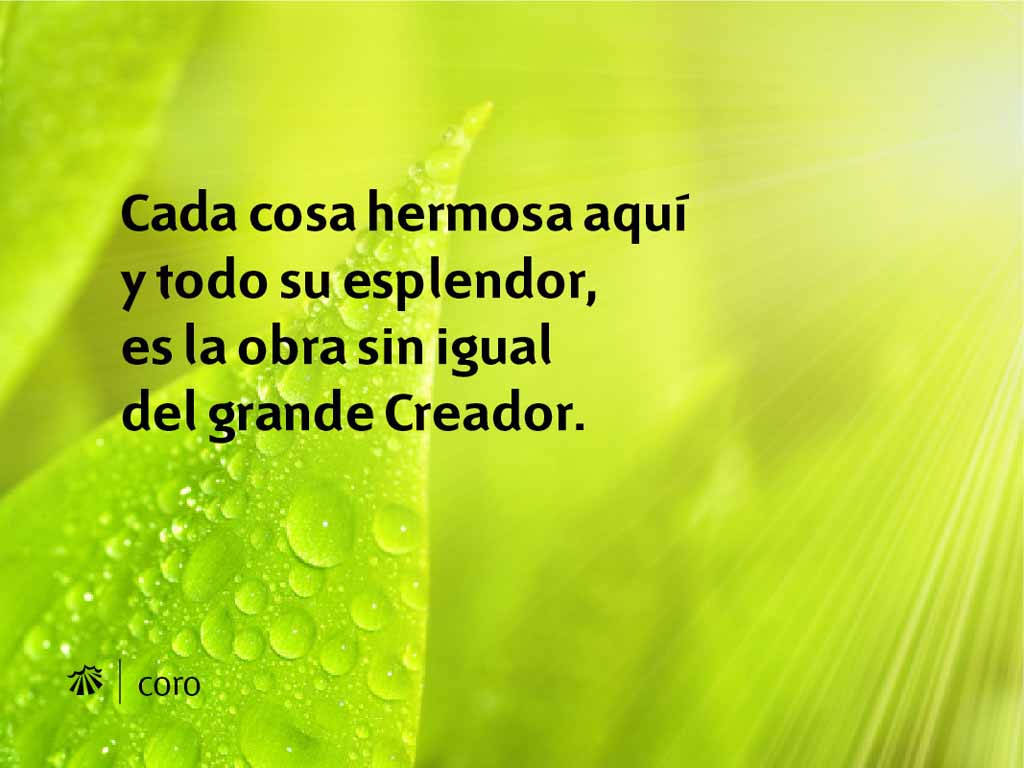 Cada cosa hermosa aquí
y todo su esplendor,
es la obra sin igual
del grande Creador.
coro